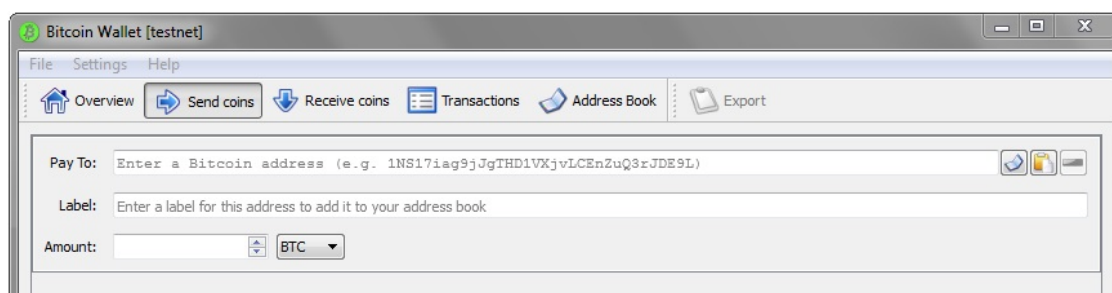 Bitcoin Wallet [testnet]
File Settings Help
Overview Send coins Receive coins Transactions Address Book Export
Pay To: Enter a Bitcoin address (e.g. 1NS17iag9jJgTHD1VXjvLCEnZuQ3rJDE9L)
Label: Enter a label for this address to add it to your address book
Amount: BTC